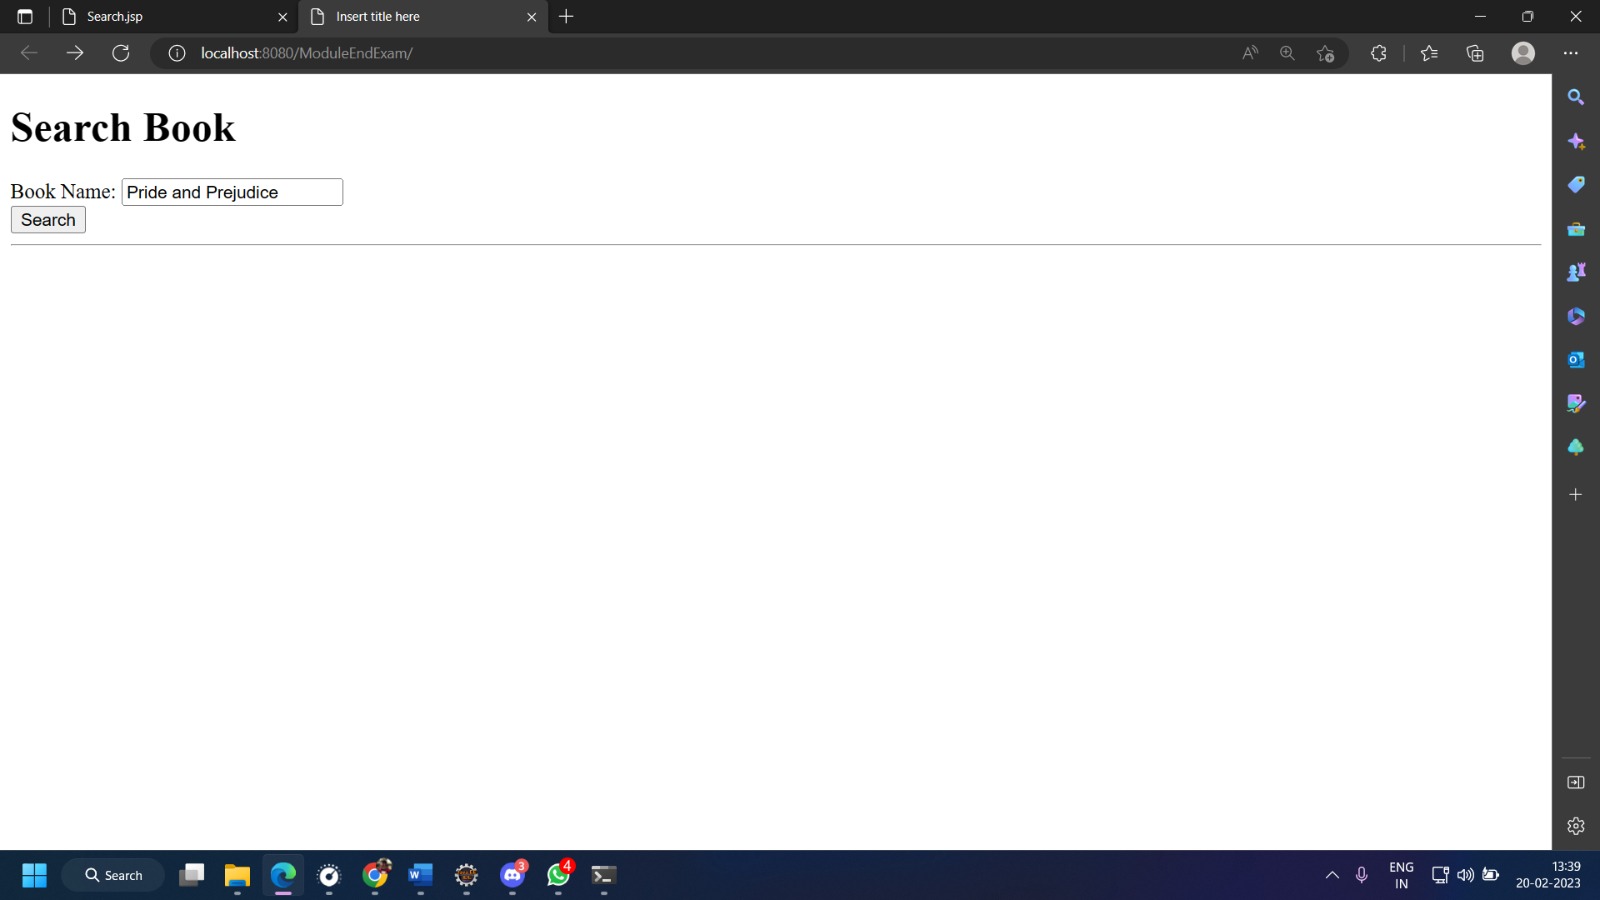 Search.jsp
Insert title here
localhost:8080/ModuleEndExam/
Search Book
Book Name: Pride and Prejudice
Search
Search
3
4
ENG
IN
13:39
20-02-2023